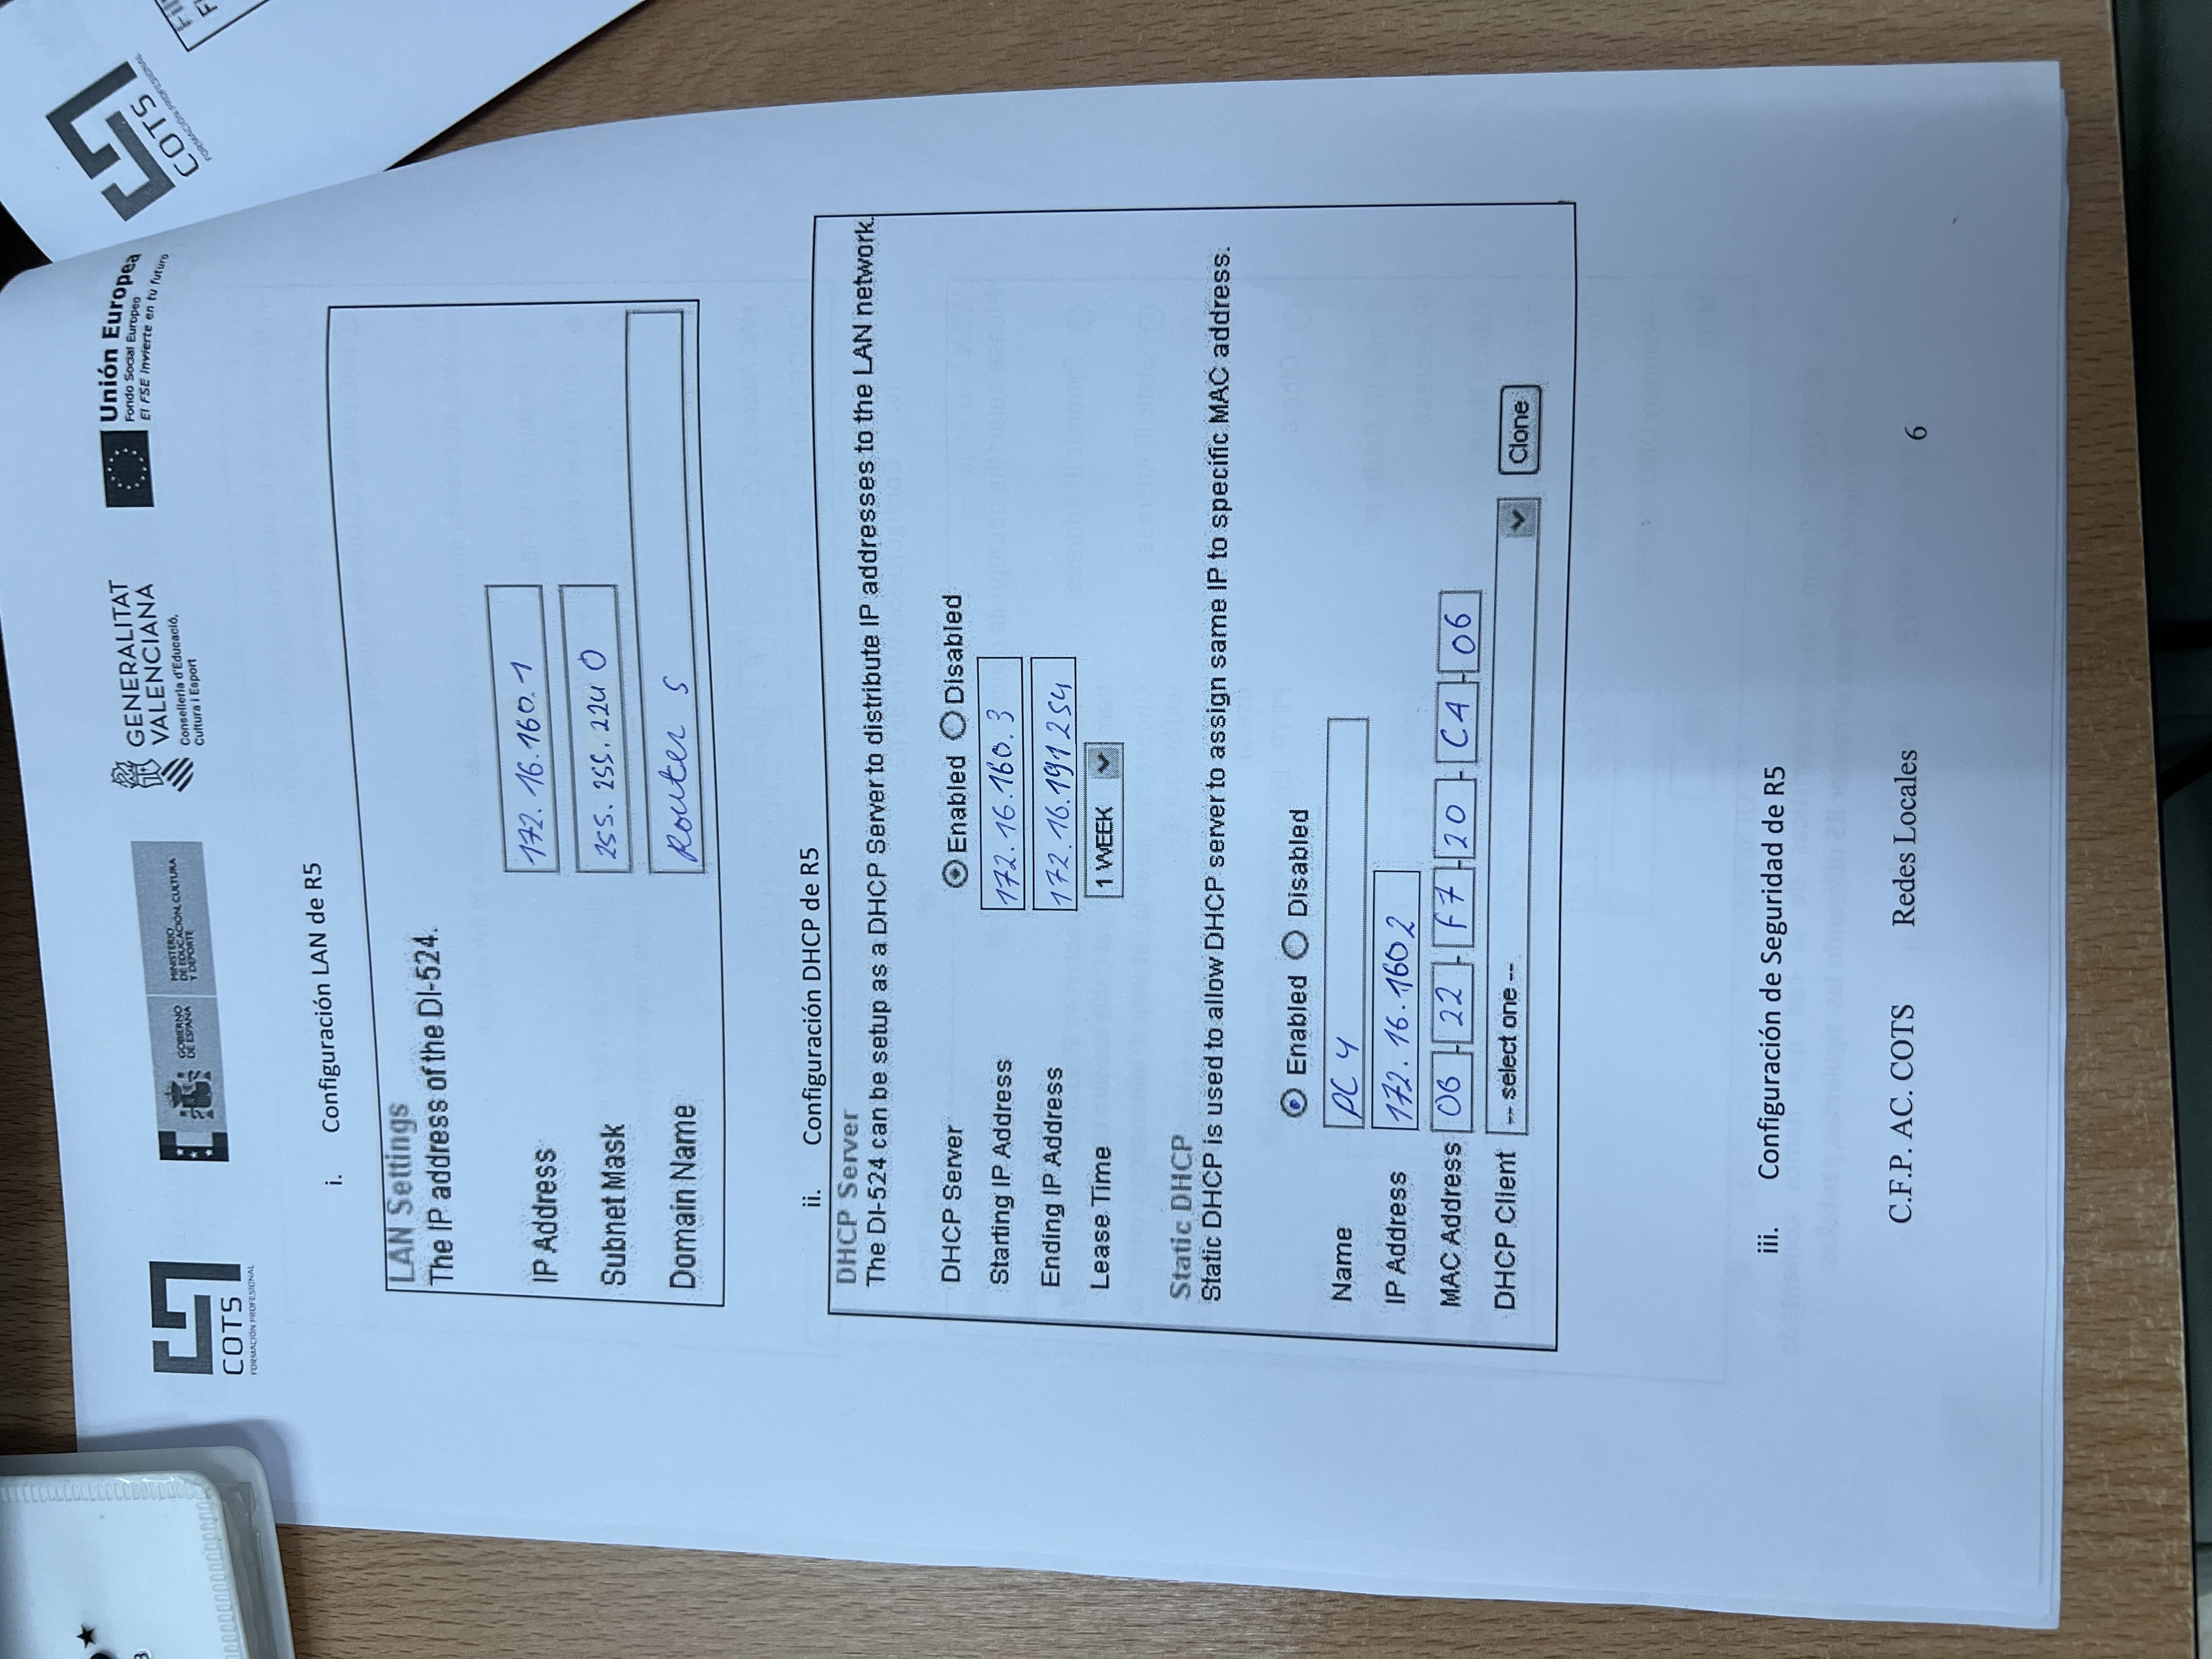 COTS
FORMACIÓN PROFESIONAL
GOBIERNO
DE ESPAÑA
MINISTERIO
DE EDUCACIÓN, CULTURA
Y DEPORTE
GENERALITAT
VALENCIANA
Conselleria d'Educació,
Cultura i Esport
Unión Europea
Fondo Social Europeo
El FSE invierte en tu futuro
COTS
FORMACIÓN PROFESIONAL
i. Configuración LAN de R5
LAN Settings
The IP address of the DI-524.
IP Address 172.16.160.1
Subnet Mask 255.255.224 0
Domain Name Router 5
ii. Configuración DHCP de R5
DHCP Server
The DI-524 can be setup as a DHCP Server to distribute IP addresses to the LAN network.
DHCP Server Enabled Disabled
Starting IP Address 172.16.160.3
Ending IP Address 172.16.191 254
Lease Time 1 WEEK
Static DHCP
Static DHCP is used to allow DHCP server to assign same IP to specific MAC address.
Enabled Disabled
Name PC 4
IP Address 172.16.160 2
MAC Address 06 - 22 - F7 - 20 - CA - 06
DHCP Client -- select one -- Clone
iii. Configuración de Seguridad de R5
C.F.P. AC. COTS Redes Locales 6